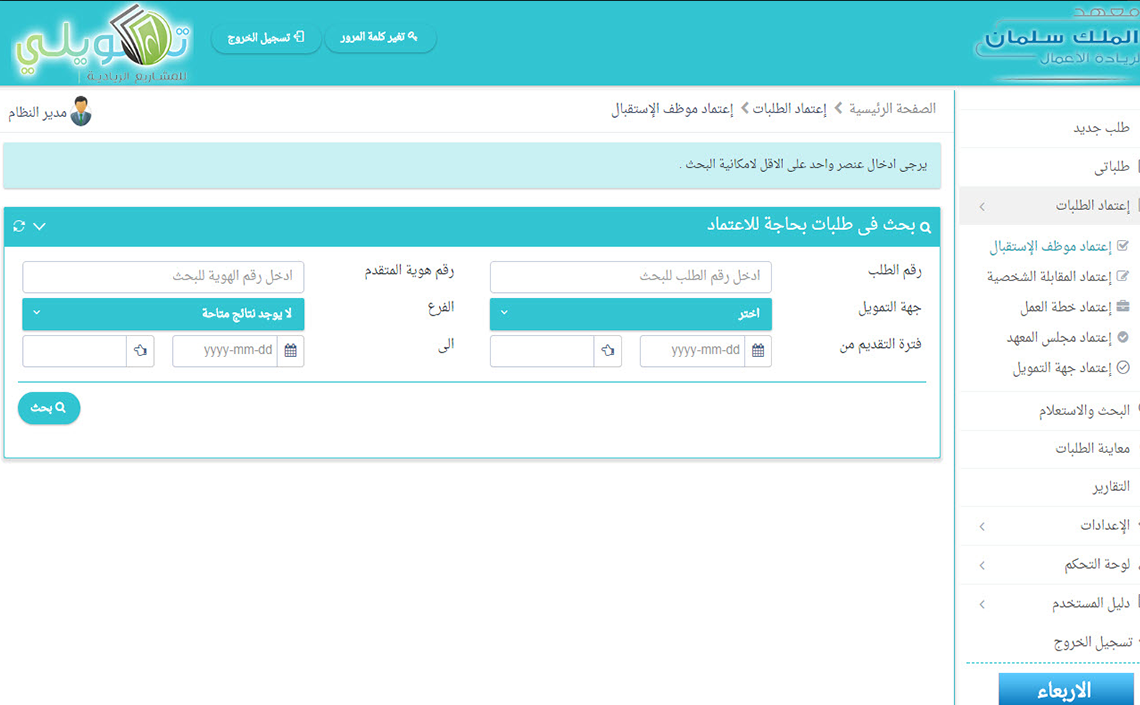 معهد
الملك سلمان
لريادة الأعمال
تغير كلمة المرور
تسجيل الخروج
تمويلي
للمشاريع الريادية
الصفحة الرئيسية
إعتماد الطلبات
إعتماد موظف الإستقبال
مدير النظام
يرجى ادخال عنصر واحد على الاقل لامكانية البحث .
بحث فى طلبات بحاجة للاعتماد
رقم الطلب
ادخل رقم الطلب للبحث
رقم هوية المتقدم
ادخل رقم الهوية للبحث
جهة التمويل
اختر
الفرع
لا يوجد نتائج متاحة
فترة التقديم من
yyyy-mm-dd
الى
yyyy-mm-dd
بحث
طلب جديد
طلباتى
إعتماد الطلبات
إعتماد موظف الإستقبال
إعتماد المقابلة الشخصية
إعتماد خطة العمل
إعتماد مجلس المعهد
إعتماد جهة التمويل
البحث والاستعلام
معاينة الطلبات
التقارير
الإعدادات
لوحة التحكم
دليل المستخدم
تسجيل الخروج
الاربعاء